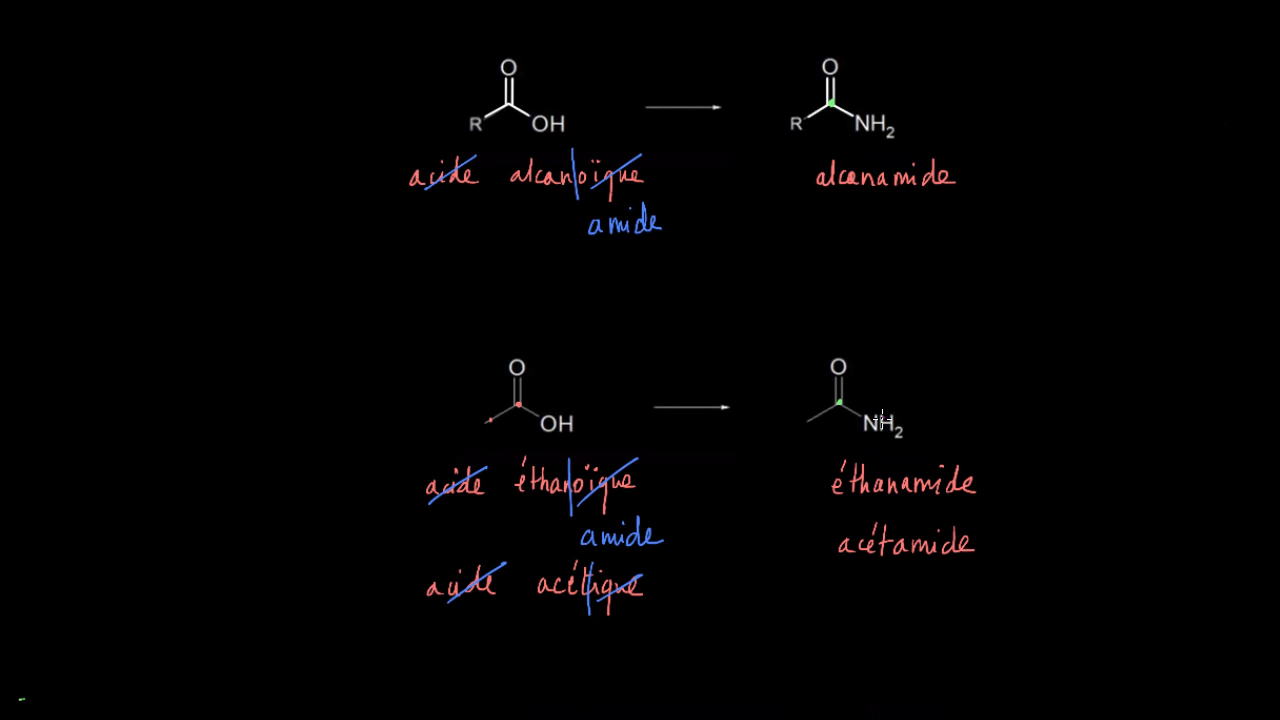 O O
R OH R NH2
acide alcanoïque alcanamide
amide
O O
OH NH2
acide éthanoïque éthanamide
amide acétamide
acide acétique